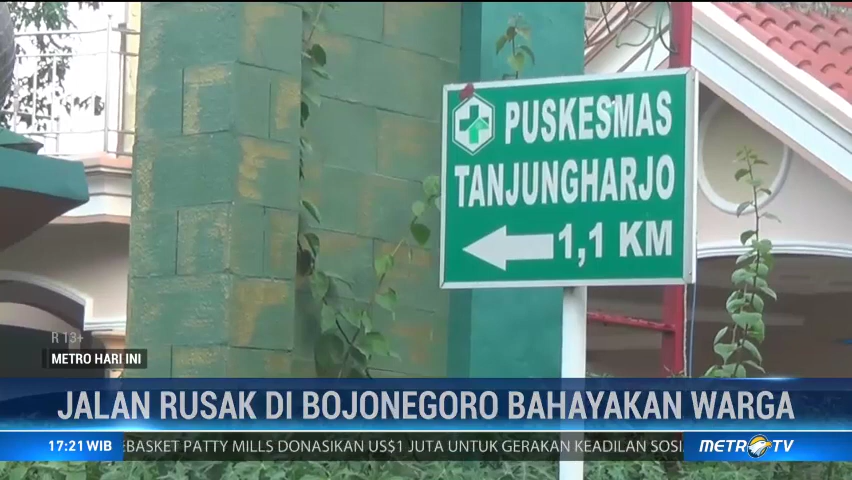 PUSKESMAS
TANJUNGHARJO
1,1 KM
R 13+
METRO HARI INI
JALAN RUSAK DI BOJONEGORO BAHAYAKAN WARGA
17:21 WIB
EBASKET PATTY MILLS DONASIKAN US$1 JUTA UNTUK GERAKAN KEADILAN SOSI
METRO TV